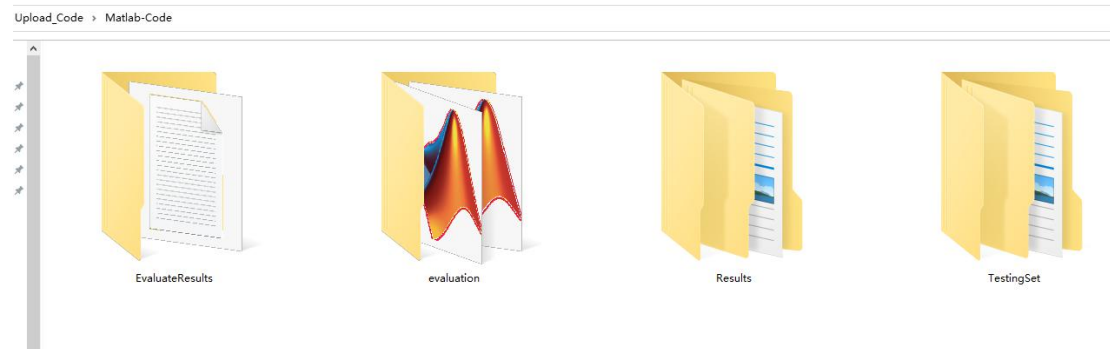 Upload_Code > Matlab-Code
EvaluateResults
evaluation
Results
TestingSet